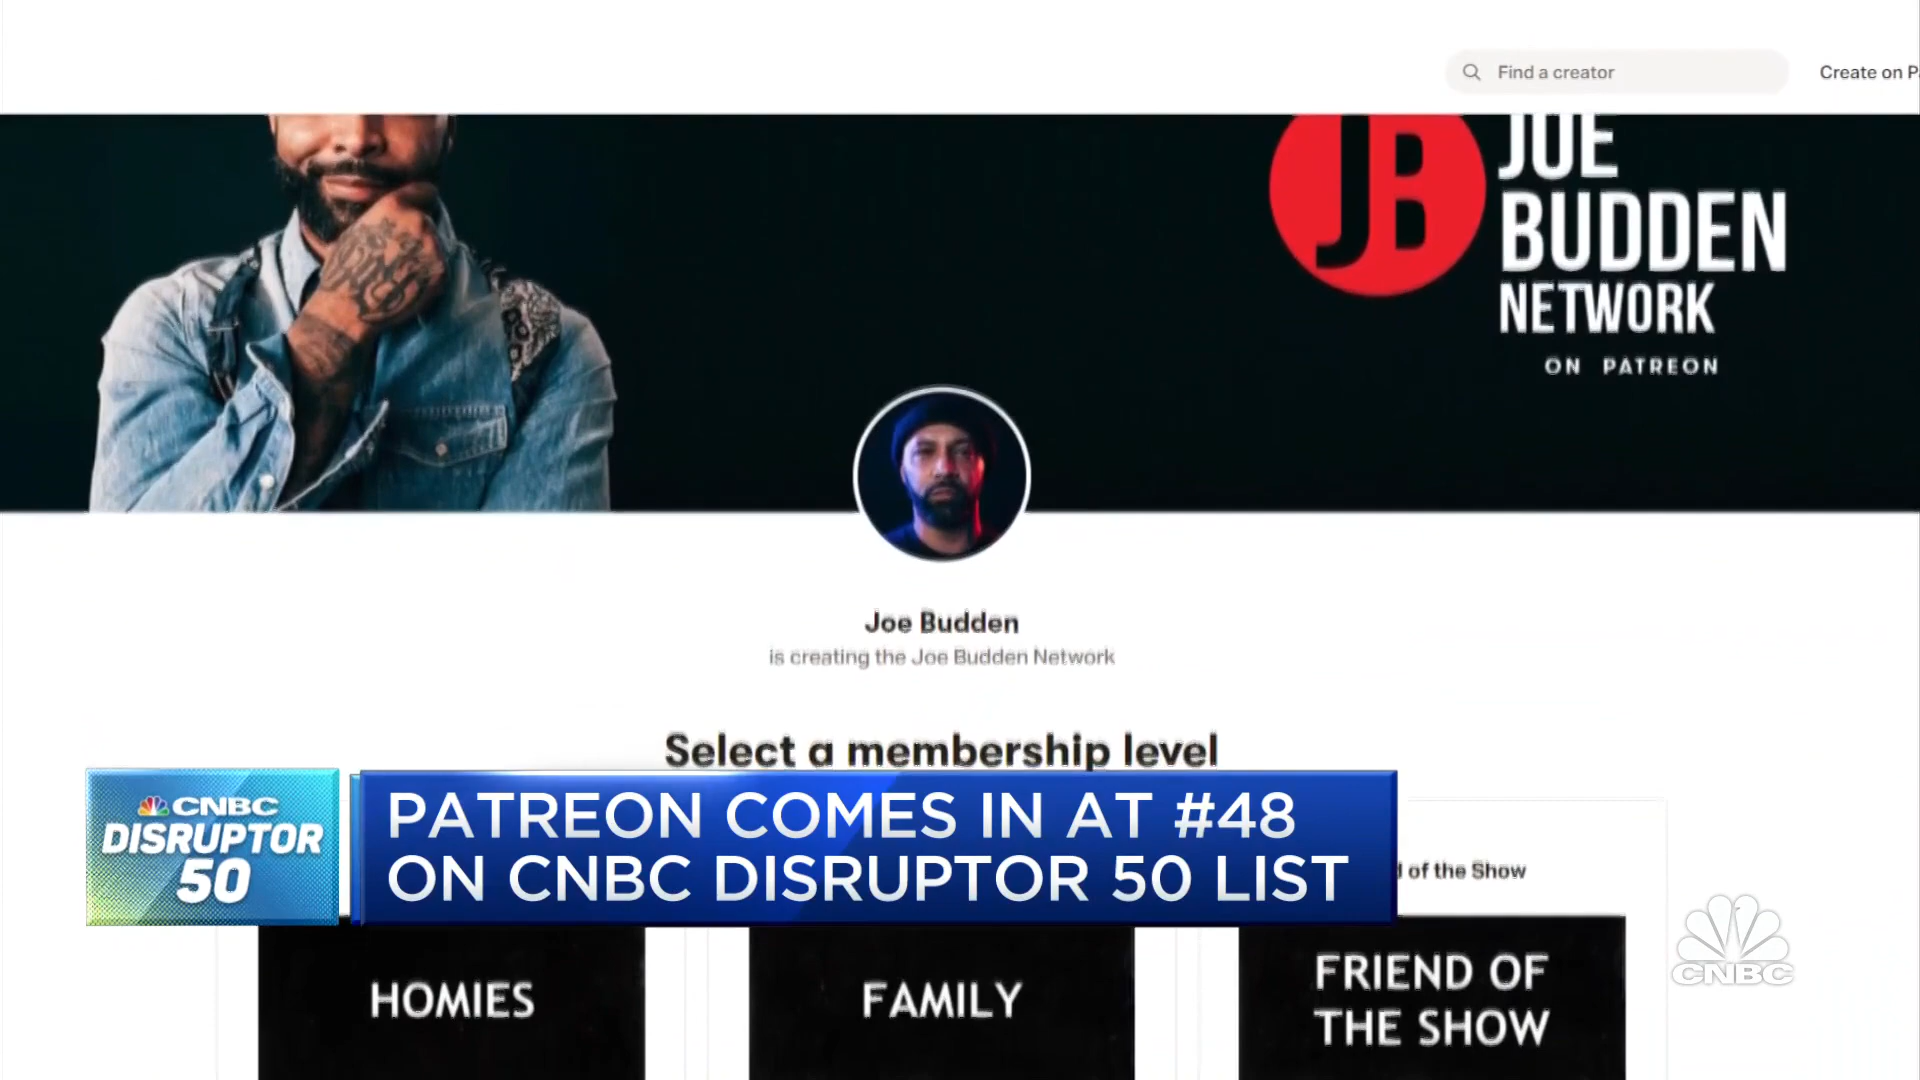 Find a creator
Create on P
JB
JOE
BUDDEN
NETWORK
ON PATREON
Joe Budden
is creating the Joe Budden Network
Select a membership level
CNBC
DISRUPTOR
50
PATREON COMES IN AT #48
ON CNBC DISRUPTOR 50 LIST
of the Show
CNBC
HOMIES
FAMILY
FRIEND OF
THE SHOW